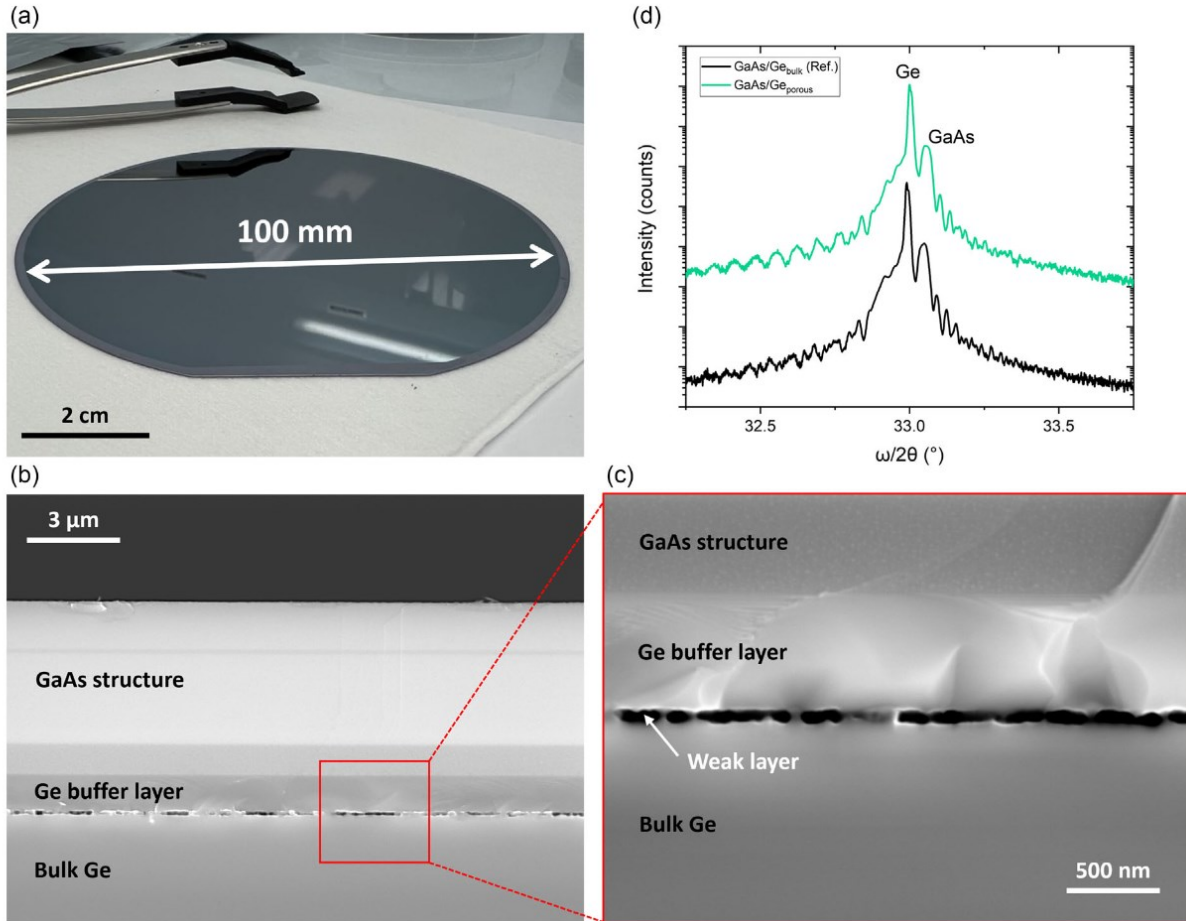 (a)
100 mm
2 cm
(d)
GaAs/Ge_bulk (Ref.)
GaAs/Ge_porous
Ge
GaAs
Intensity (counts)
32.5 33.0 33.5
ω/2θ (°)
(b)
3 µm
GaAs structure
Ge buffer layer
Bulk Ge
(c)
GaAs structure
Ge buffer layer
Weak layer
Bulk Ge
500 nm